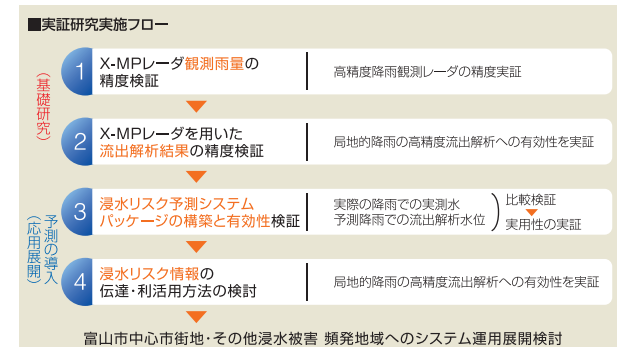 ■実証研究実施フロー
(基礎研究)
1
X-MPレーダ観測雨量の
精度検証
高精度降雨観測レーダの精度実証
2
X-MPレーダを用いた
流出解析結果の精度検証
局地的降雨の高精度流出解析への有効性を実証
予測の導入
(応用展開)
3
浸水リスク予測システム
パッケージの構築と有効性検証
実際の降雨での実測水
予測降雨での流出解析水位
比較検証
実用性の実証
4
浸水リスク情報の
伝達・利活用方法の検討
局地的降雨の高精度流出解析への有効性を実証
富山市中心市街地・その他浸水被害 頻発地域へのシステム運用展開検討